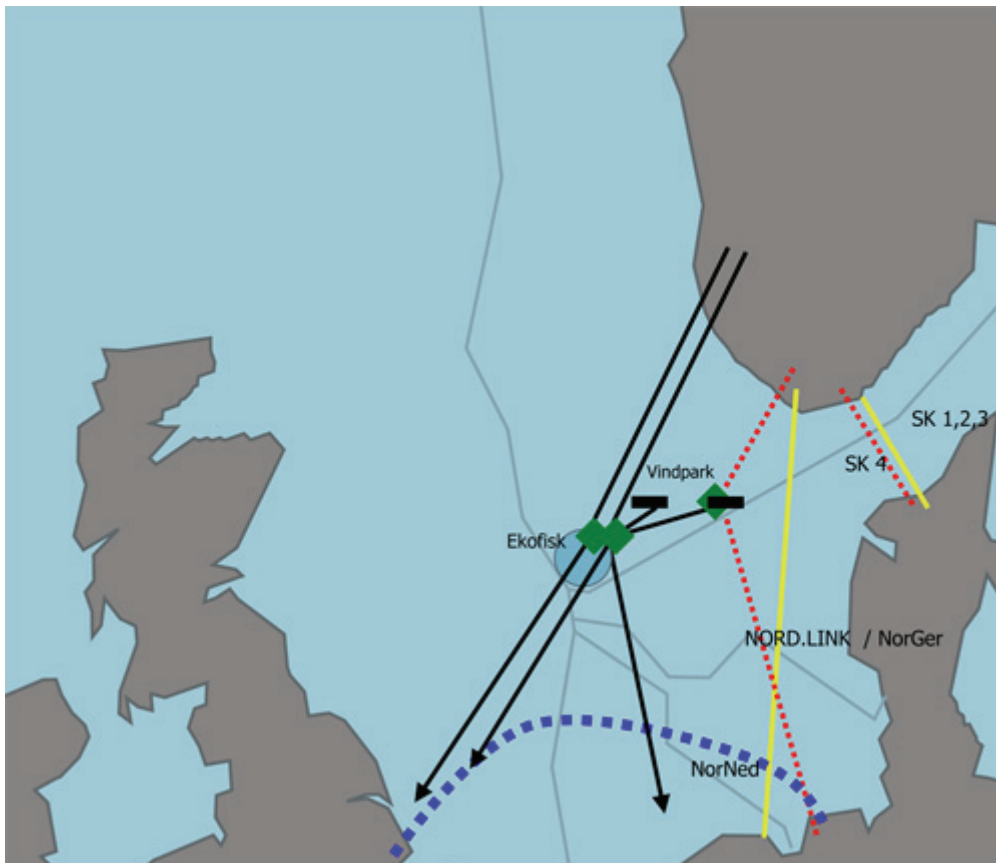 SK 1,2,3
SK 4
Vindpark
Ekofisk
NORD.LINK / NorGer
NorNed